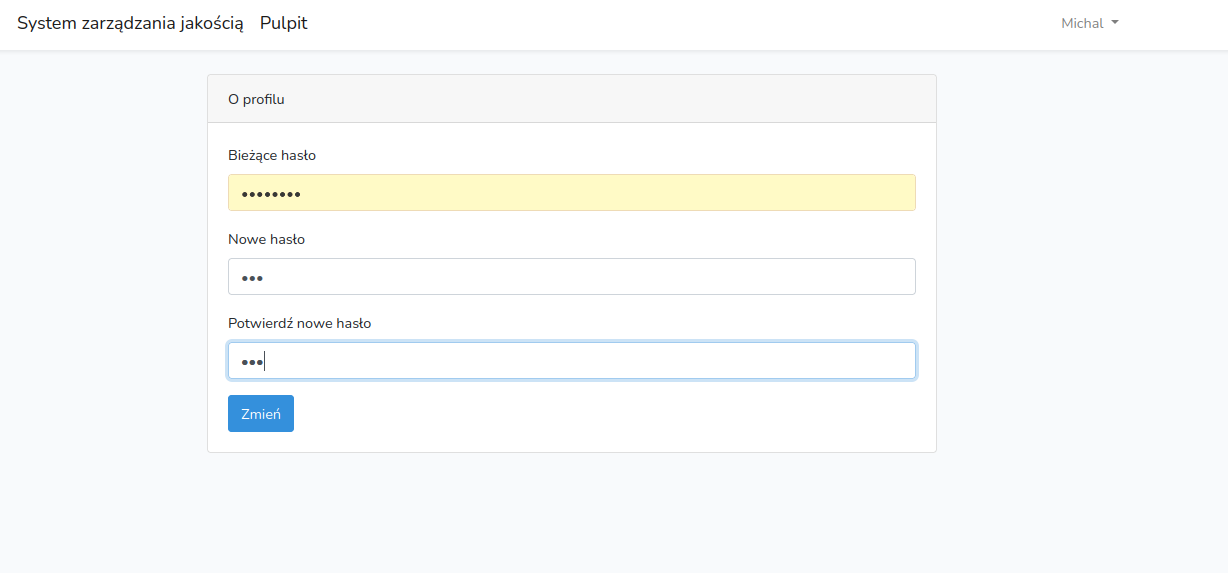 System zarządzania jakością Pulpit Michal
O profilu
Bieżące hasło
••••••••
Nowe hasło
•••
Potwierdź nowe hasło
•••
Zmień